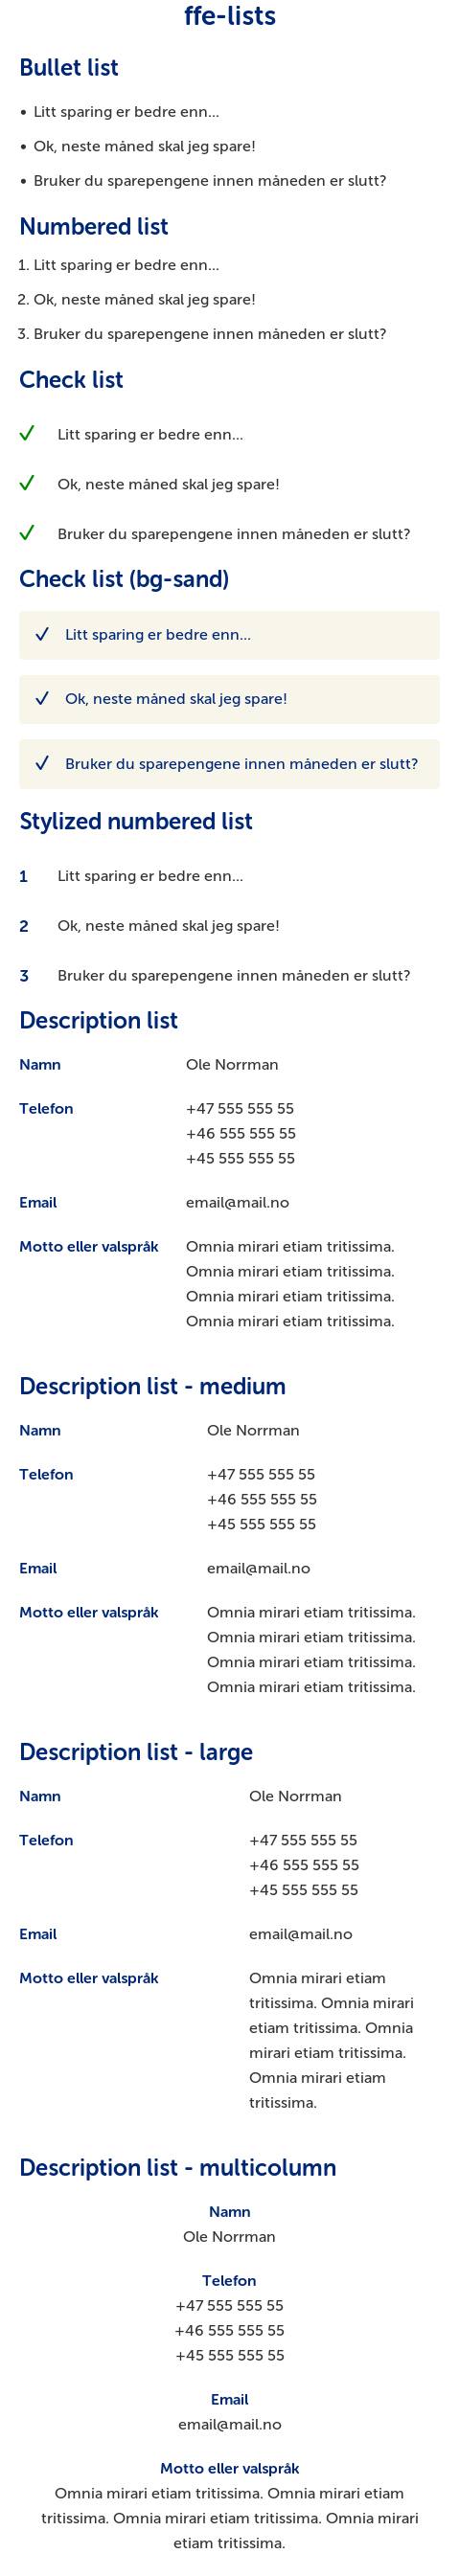 ffe-lists
Bullet list
• Litt sparing er bedre enn...
• Ok, neste måned skal jeg spare!
• Bruker du sparepengene innen måneden er slutt?
Numbered list
1. Litt sparing er bedre enn...
2. Ok, neste måned skal jeg spare!
3. Bruker du sparepengene innen måneden er slutt?
Check list
Litt sparing er bedre enn...
Ok, neste måned skal jeg spare!
Bruker du sparepengene innen måneden er slutt?
Check list (bg-sand)
Litt sparing er bedre enn...
Ok, neste måned skal jeg spare!
Bruker du sparepengene innen måneden er slutt?
Stylized numbered list
1 Litt sparing er bedre enn...
2 Ok, neste måned skal jeg spare!
3 Bruker du sparepengene innen måneden er slutt?
Description list
Namn Ole Norrman
Telefon +47 555 555 55
+46 555 555 55
+45 555 555 55
Email email@mail.no
Motto eller valspråk Omnia mirari etiam tritissima.
Omnia mirari etiam tritissima.
Omnia mirari etiam tritissima.
Omnia mirari etiam tritissima.
Description list - medium
Namn Ole Norrman
Telefon +47 555 555 55
+46 555 555 55
+45 555 555 55
Email email@mail.no
Motto eller valspråk Omnia mirari etiam tritissima.
Omnia mirari etiam tritissima.
Omnia mirari etiam tritissima.
Omnia mirari etiam tritissima.
Description list - large
Namn Ole Norrman
Telefon +47 555 555 55
+46 555 555 55
+45 555 555 55
Email email@mail.no
Motto eller valspråk Omnia mirari etiam
tritissima. Omnia mirari
etiam tritissima. Omnia
mirari etiam tritissima.
Omnia mirari etiam
tritissima.
Description list - multicolumn
Namn
Ole Norrman
Telefon
+47 555 555 55
+46 555 555 55
+45 555 555 55
Email
email@mail.no
Motto eller valspråk
Omnia mirari etiam tritissima. Omnia mirari etiam
tritissima. Omnia mirari etiam tritissima. Omnia mirari
etiam tritissima.